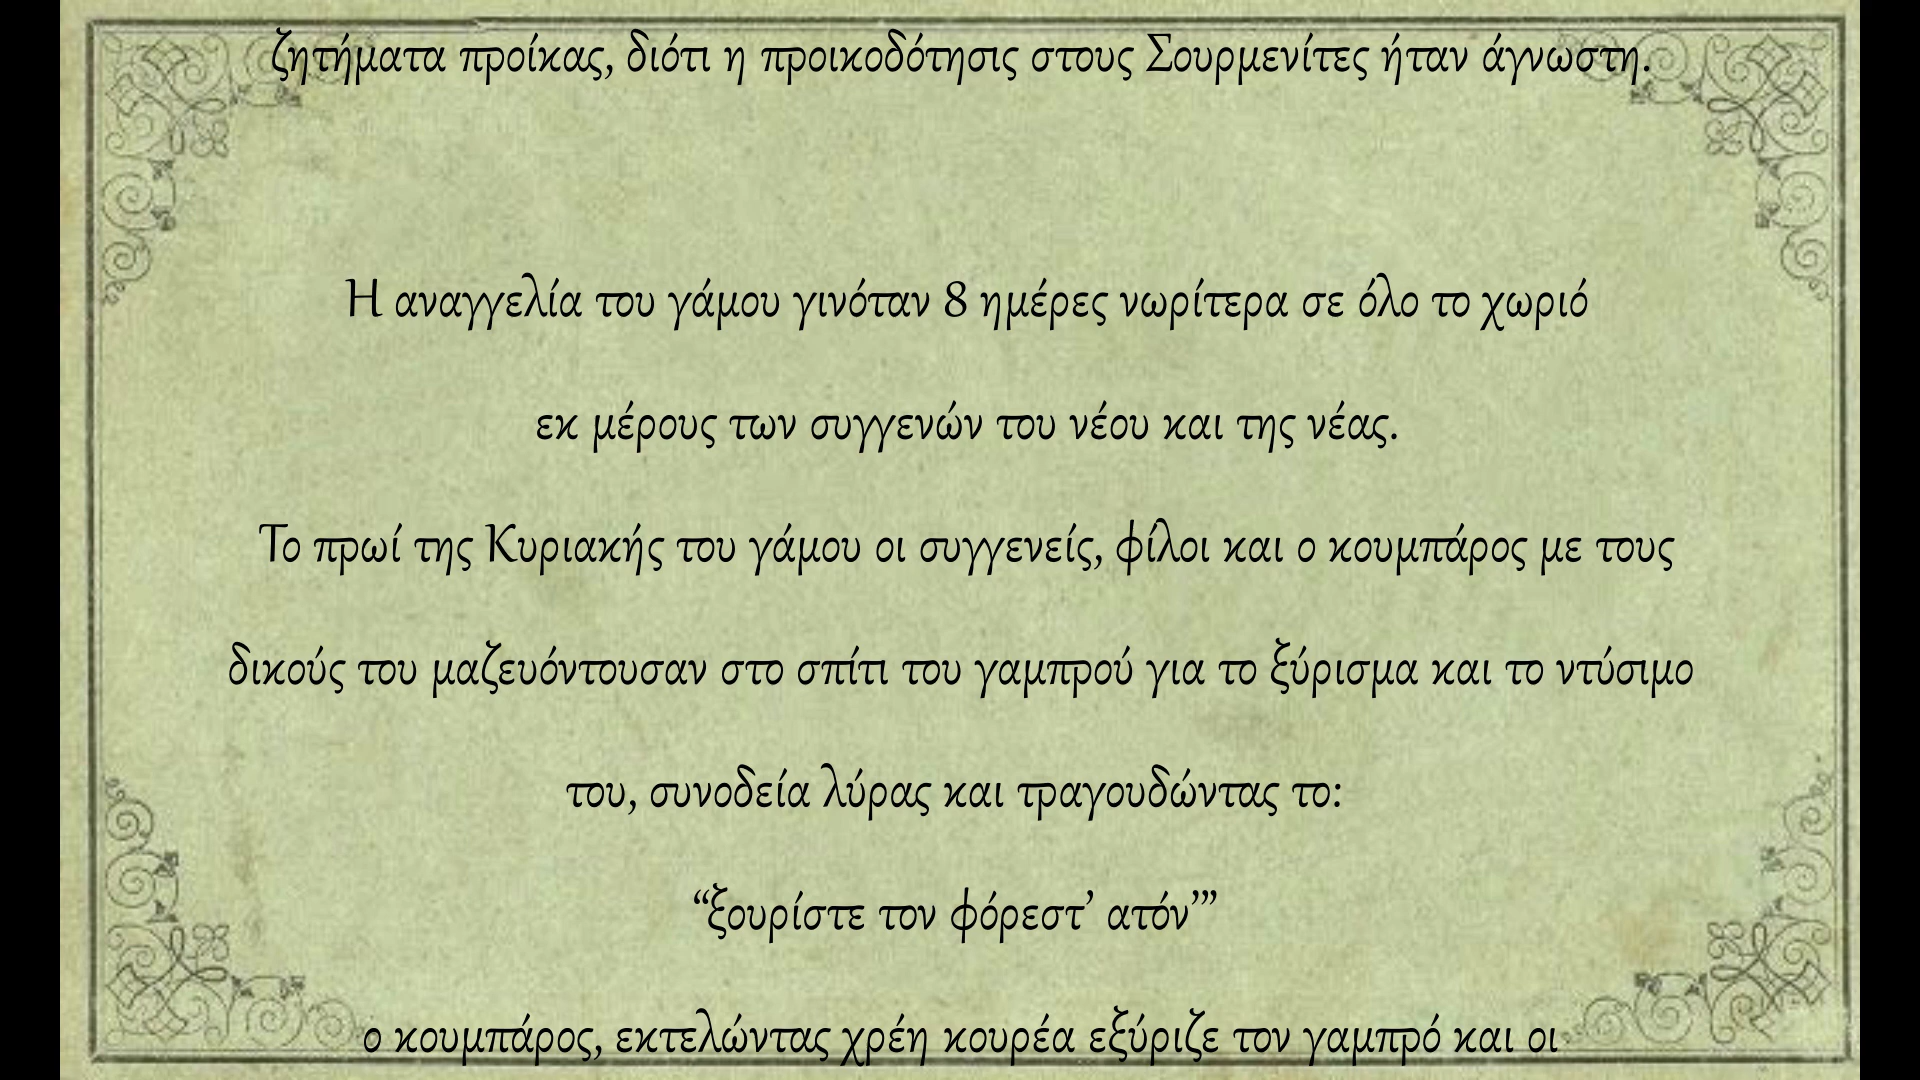 ζητήματα προίκας, διότι η προικοδότησις στους Σουρμενίτες ήταν άγνωστη.
Η αναγγελία του γάμου γινόταν 8 ημέρες νωρίτερα σε όλο το χωριό
εκ μέρους των συγγενών του νέου και της νέας.
Το πρωί της Κυριακής του γάμου οι συγγενείς, φίλοι και ο κουμπάρος με τους
δικούς του μαζευόντουσαν στο σπίτι του γαμπρού για το ξύρισμα και το ντύσιμο
του, συνοδεία λύρας και τραγουδώντας το:
“ξουρίστε τον φόρεστ’ ατόν’”
ο κουμπάρος, εκτελώντας χρέη κουρέα εξύριζε τον γαμπρό και οι